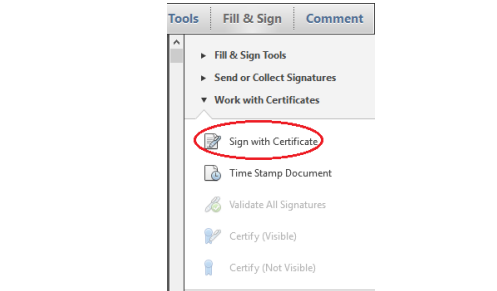 Tools Fill & Sign Comment
Fill & Sign Tools
Send or Collect Signatures
Work with Certificates
Sign with Certificate
Time Stamp Document
Validate All Signatures
Certify (Visible)
Certify (Not Visible)